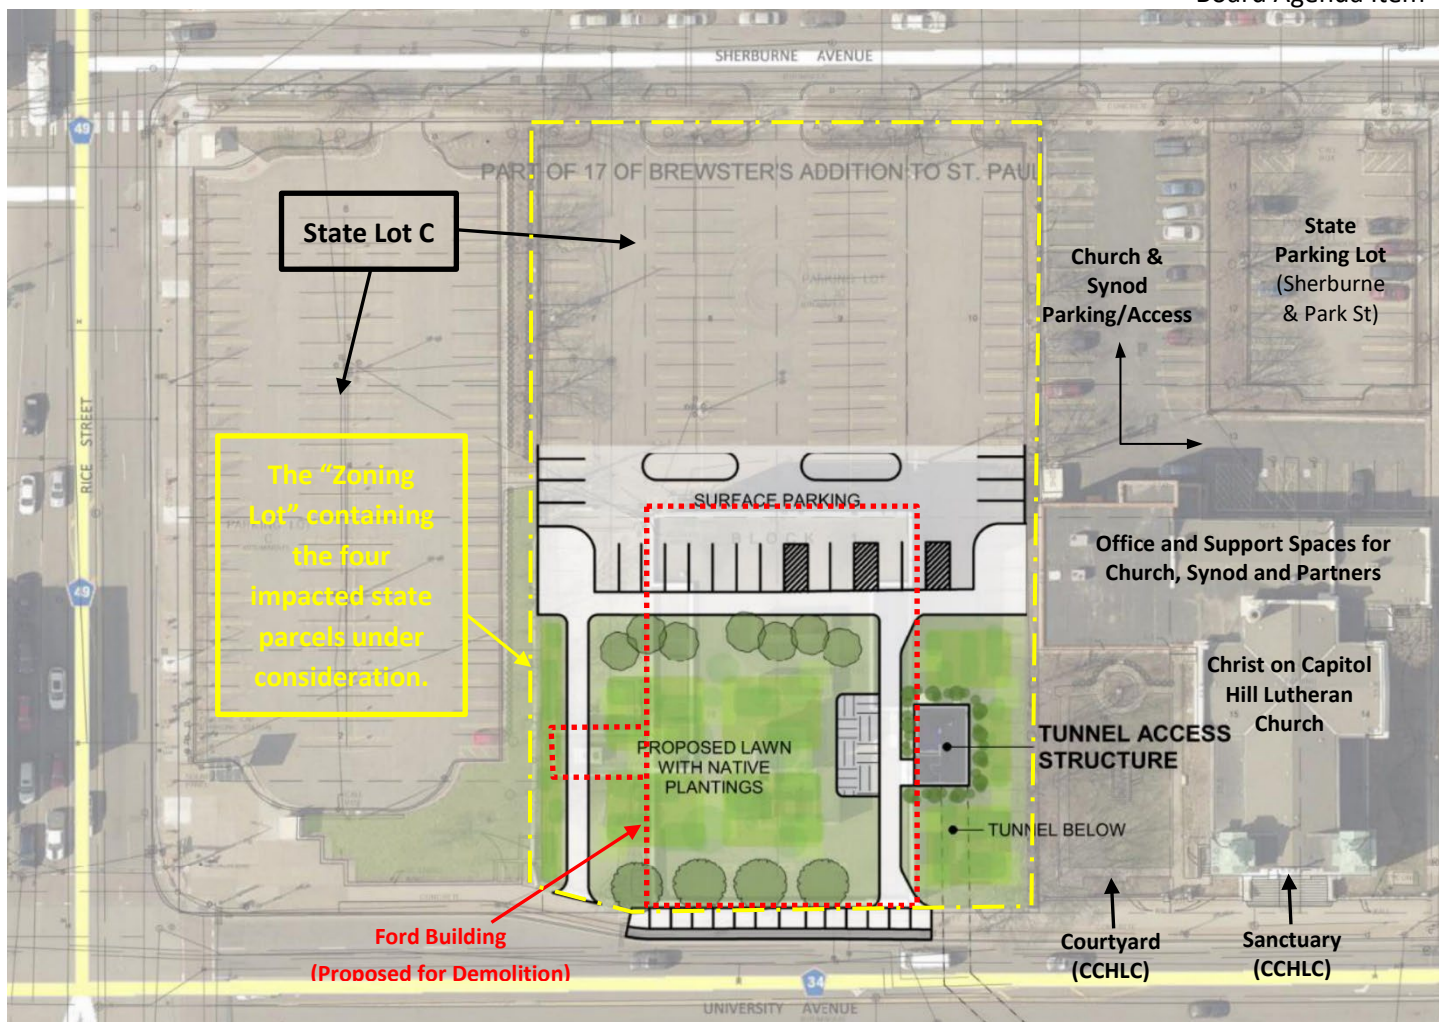 Board Agenda Item
SHERBURNE AVENUE
49
PART OF 17 OF BREWSTER'S ADDITION TO ST. PAUL
State Lot C
Church &
Synod
Parking/Access
State
Parking Lot
(Sherburne
& Park St)
PARKING LOT
RICE STREET
The “Zoning
Lot” containing
the four
impacted state
parcels under
consideration.
SURFACE PARKING
BLOCK 1
49
Office and Support Spaces for
Church, Synod and Partners
Christ on Capitol
Hill Lutheran
Church
PROPOSED LAWN
WITH NATIVE
PLANTINGS
TUNNEL ACCESS
STRUCTURE
TUNNEL BELOW
Ford Building
(Proposed for Demolition)
Courtyard
(CCHLC)
Sanctuary
(CCHLC)
34
UNIVERSITY AVENUE